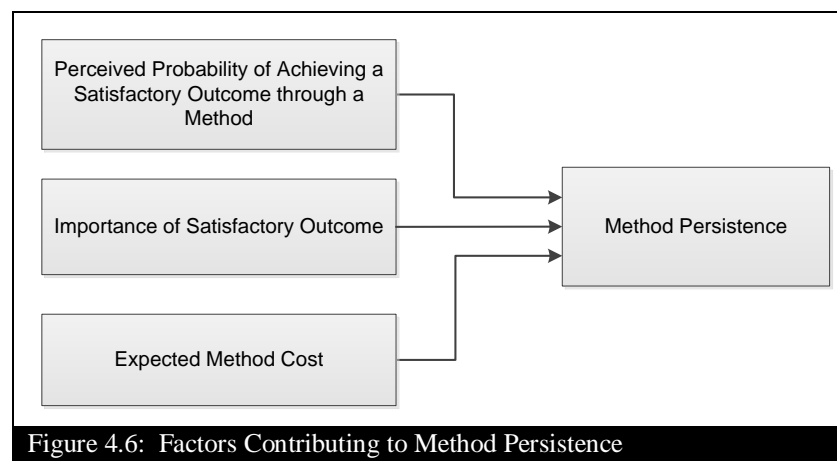 Perceived Probability of Achieving a
Satisfactory Outcome through a
Method
Importance of Satisfactory Outcome
Method Persistence
Expected Method Cost
Figure 4.6:  Factors Contributing to Method Persistence